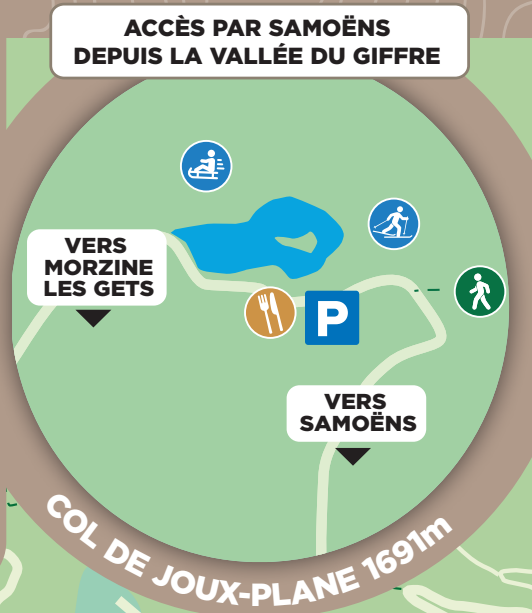 ACCÈS PAR SAMOËNS
DEPUIS LA VALLÉE DU GIFFRE
VERS
MORZINE
LES GETS
P
VERS
SAMOËNS
COL DE JOUX-PLANE 1691m